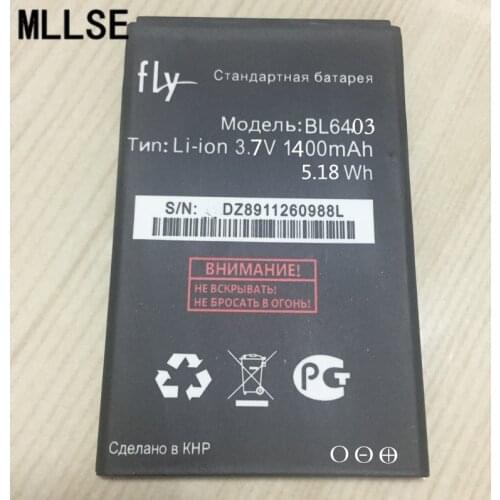 MLLSE
fly
Стандартная батарея
Модель:BL6403
Тип: Li-ion 3.7V 1400mAh
5.18 Wh
S/N: DZ8911260988L
ВНИМАНИЕ!
НЕ ВСКРЫВАТЬ!
НЕ БРОСАТЬ В ОГОНЬ!
РСТ
Сделано в КНР